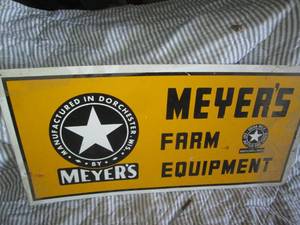 MANUFACTURED IN DORCHESTER, WIS.
BY
MEYER'S
MEYER'S
FARM
EQUIPMENT